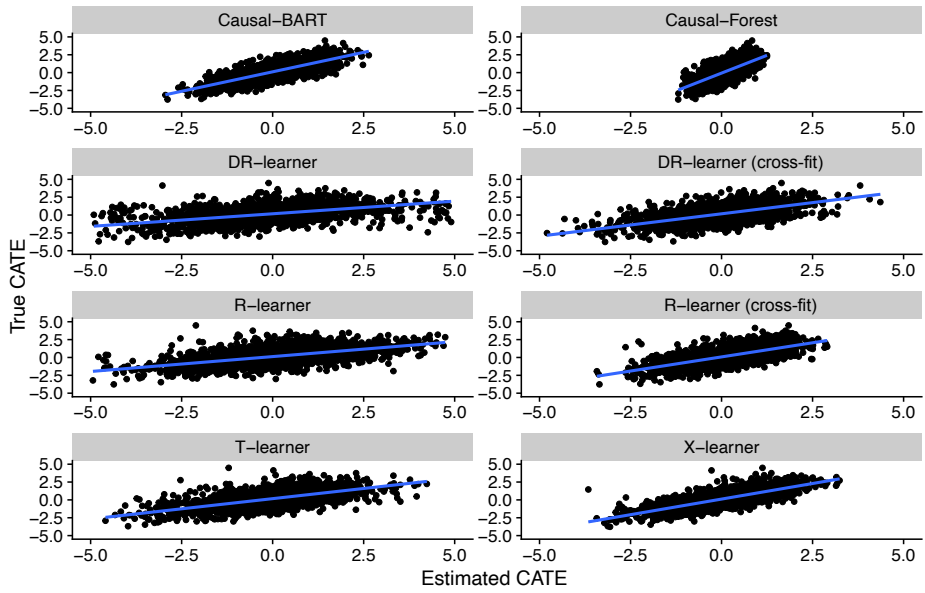 Causal−BART
Causal−Forest
5.0
2.5
0.0
−2.5
−5.0
5.0
2.5
0.0
−2.5
−5.0
−5.0 −2.5 0.0 2.5 5.0
−5.0 −2.5 0.0 2.5 5.0
DR−learner
DR−learner (cross−fit)
5.0
2.5
0.0
−2.5
−5.0
5.0
2.5
0.0
−2.5
−5.0
−5.0 −2.5 0.0 2.5 5.0
−5.0 −2.5 0.0 2.5 5.0
True CATE
R−learner
R−learner (cross−fit)
5.0
2.5
0.0
−2.5
−5.0
5.0
2.5
0.0
−2.5
−5.0
−5.0 −2.5 0.0 2.5 5.0
−5.0 −2.5 0.0 2.5 5.0
T−learner
X−learner
5.0
2.5
0.0
−2.5
−5.0
5.0
2.5
0.0
−2.5
−5.0
−5.0 −2.5 0.0 2.5 5.0
−5.0 −2.5 0.0 2.5 5.0
Estimated CATE